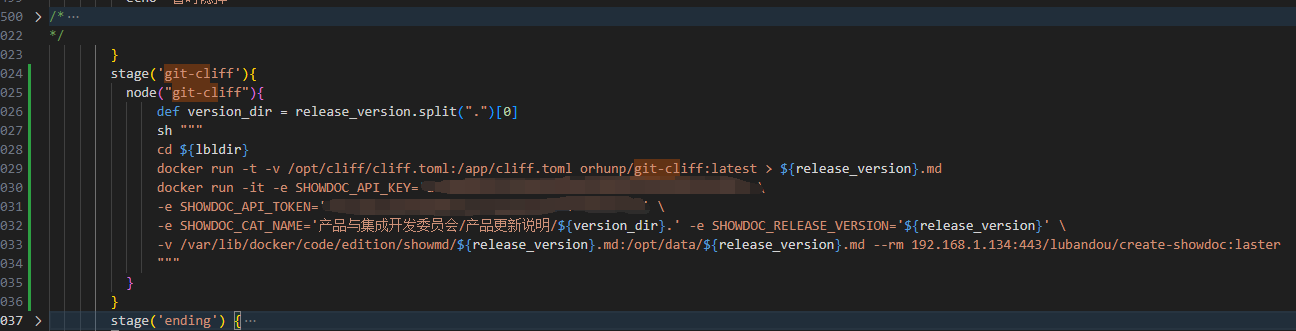 500 > /* ···
022 */
023 }
024 stage('git-cliff'){
025 node("git-cliff"){
026 def version_dir = release_version.split(".")[0]
027 sh """
028 cd ${lbldir}
029 docker run -t -v /opt/cliff/cliff.toml:/app/cliff.toml orhunp/git-cliff:latest > ${release_version}.md
030 docker run -it -e SHOWDOC_API_KEY=' \
031 -e SHOWDOC_API_TOKEN=' ' \
032 -e SHOWDOC_CAT_NAME='产品与集成开发委员会/产品更新说明/${version_dir}.' -e SHOWDOC_RELEASE_VERSION='${release_version}' \
033 -v /var/lib/docker/code/edition/showmd/${release_version}.md:/opt/data/${release_version}.md --rm 192.168.1.134:443/lubandou/create-showdoc:laster
034 """
035 }
036 }
037 > stage('ending') { ···